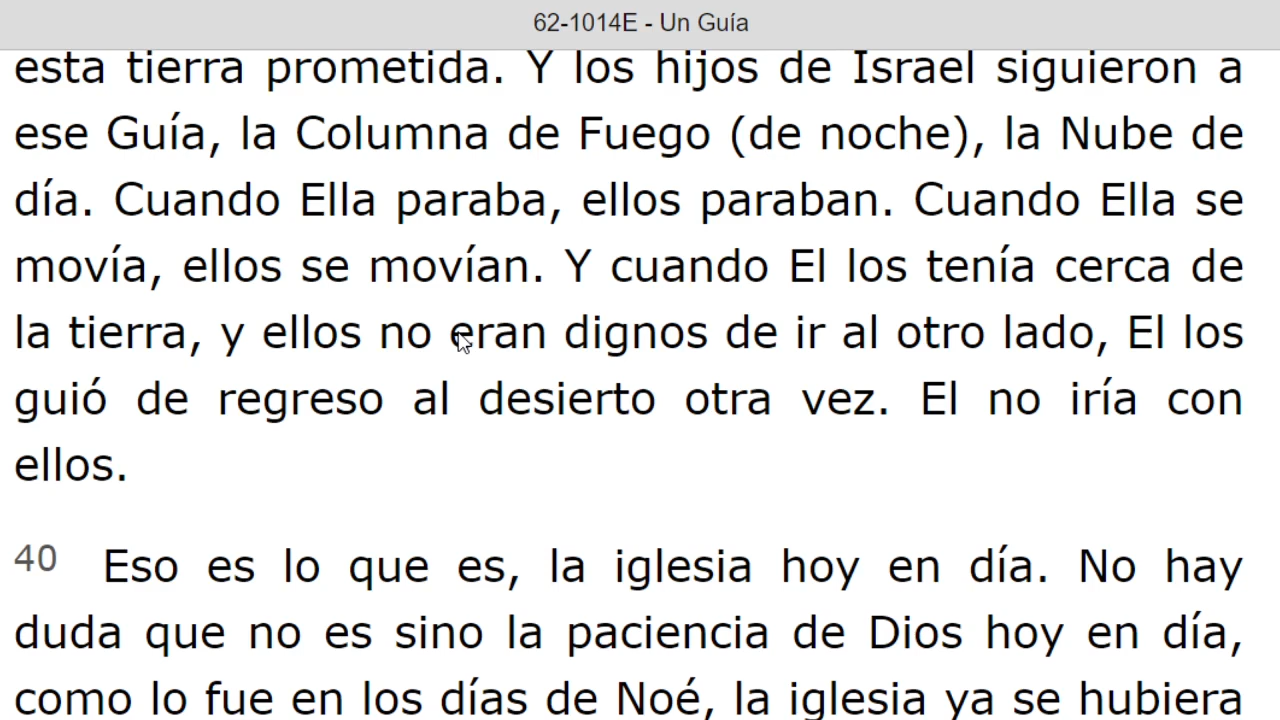 62-1014E - Un Guía
esta tierra prometida. Y los hijos de Israel siguieron a
ese Guía, la Columna de Fuego (de noche), la Nube de
día. Cuando Ella paraba, ellos paraban. Cuando Ella se
movía, ellos se movían. Y cuando El los tenía cerca de
la tierra, y ellos no eran dignos de ir al otro lado, El los
guió de regreso al desierto otra vez. El no iría con
ellos.
40 Eso es lo que es, la iglesia hoy en día. No hay
duda que no es sino la paciencia de Dios hoy en día,
como lo fue en los días de Noé, la iglesia ya se hubiera